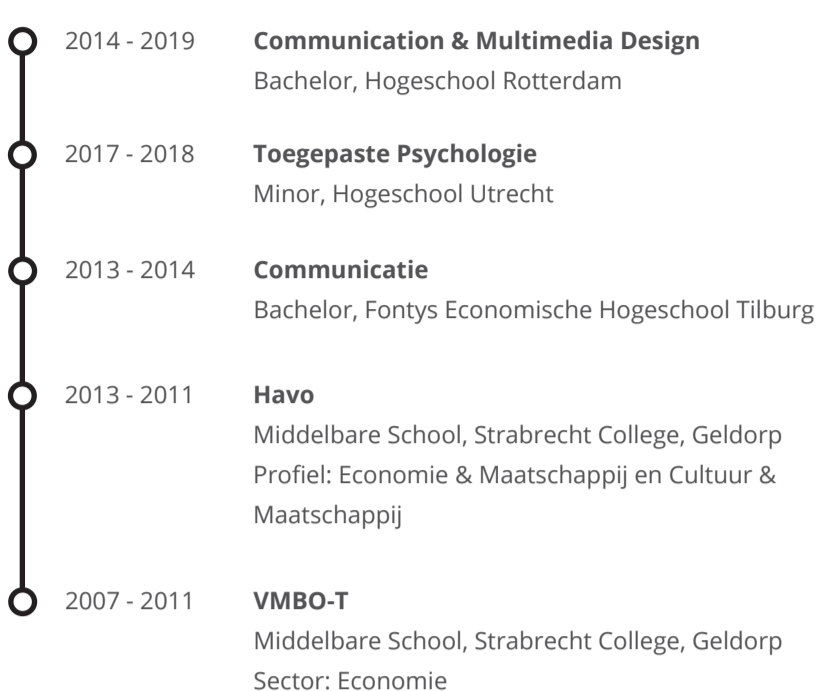 2014 - 2019 Communication & Multimedia Design
Bachelor, Hogeschool Rotterdam
2017 - 2018 Toegepaste Psychologie
Minor, Hogeschool Utrecht
2013 - 2014 Communicatie
Bachelor, Fontys Economische Hogeschool Tilburg
2013 - 2011 Havo
Middelbare School, Strabrecht College, Geldorp
Profiel: Economie & Maatschappij en Cultuur &
Maatschappij
2007 - 2011 VMBO-T
Middelbare School, Strabrecht College, Geldorp
Sector: Economie